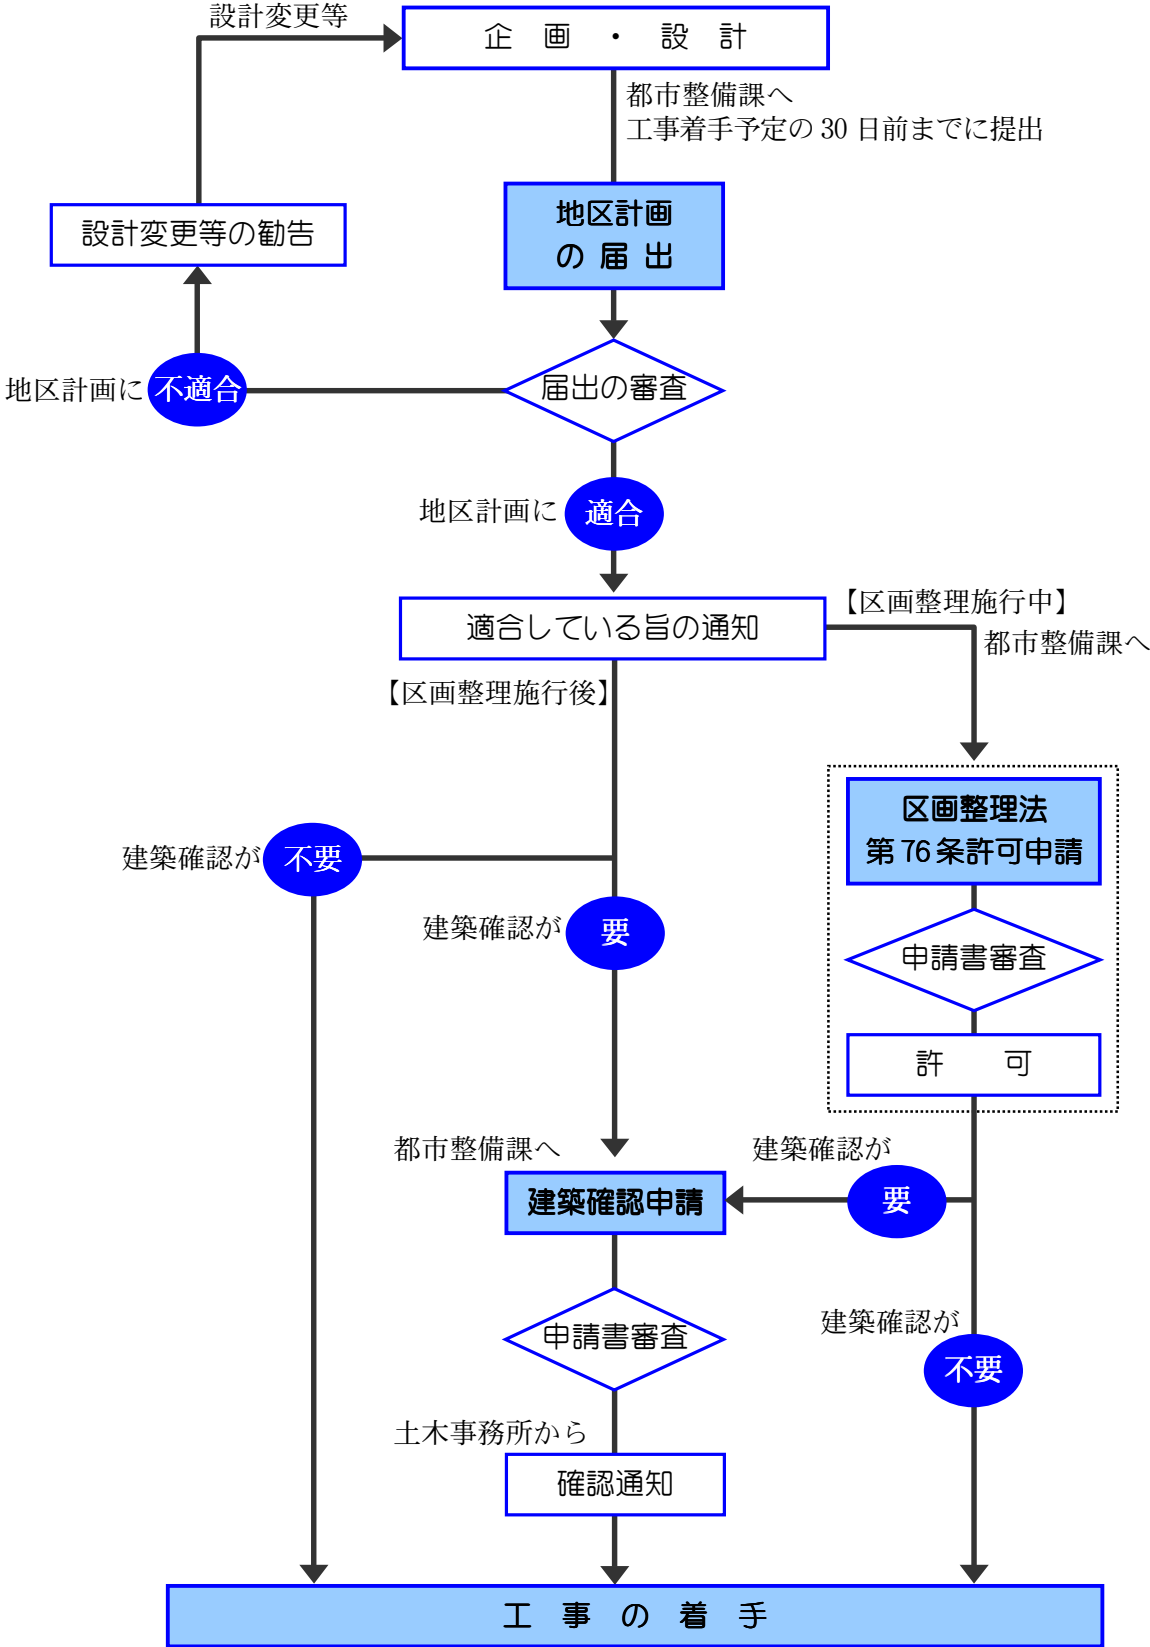 設計変更等
企　画　・　設　計
都市整備課へ
工事着手予定の 30 日前までに提出
設計変更等の勧告
地区計画
の 届 出
地区計画に
不適合
届出の審査
地区計画に
適合
適合している旨の通知
【区画整理施行中】
都市整備課へ
【区画整理施行後】
区画整理法
第 76 条許可申請
建築確認が
不要
建築確認が
要
申請書審査
許　　可
都市整備課へ
建築確認が
建築確認申請
要
建築確認が
申請書審査
不要
土木事務所から
確認通知
工　事　の　着　手